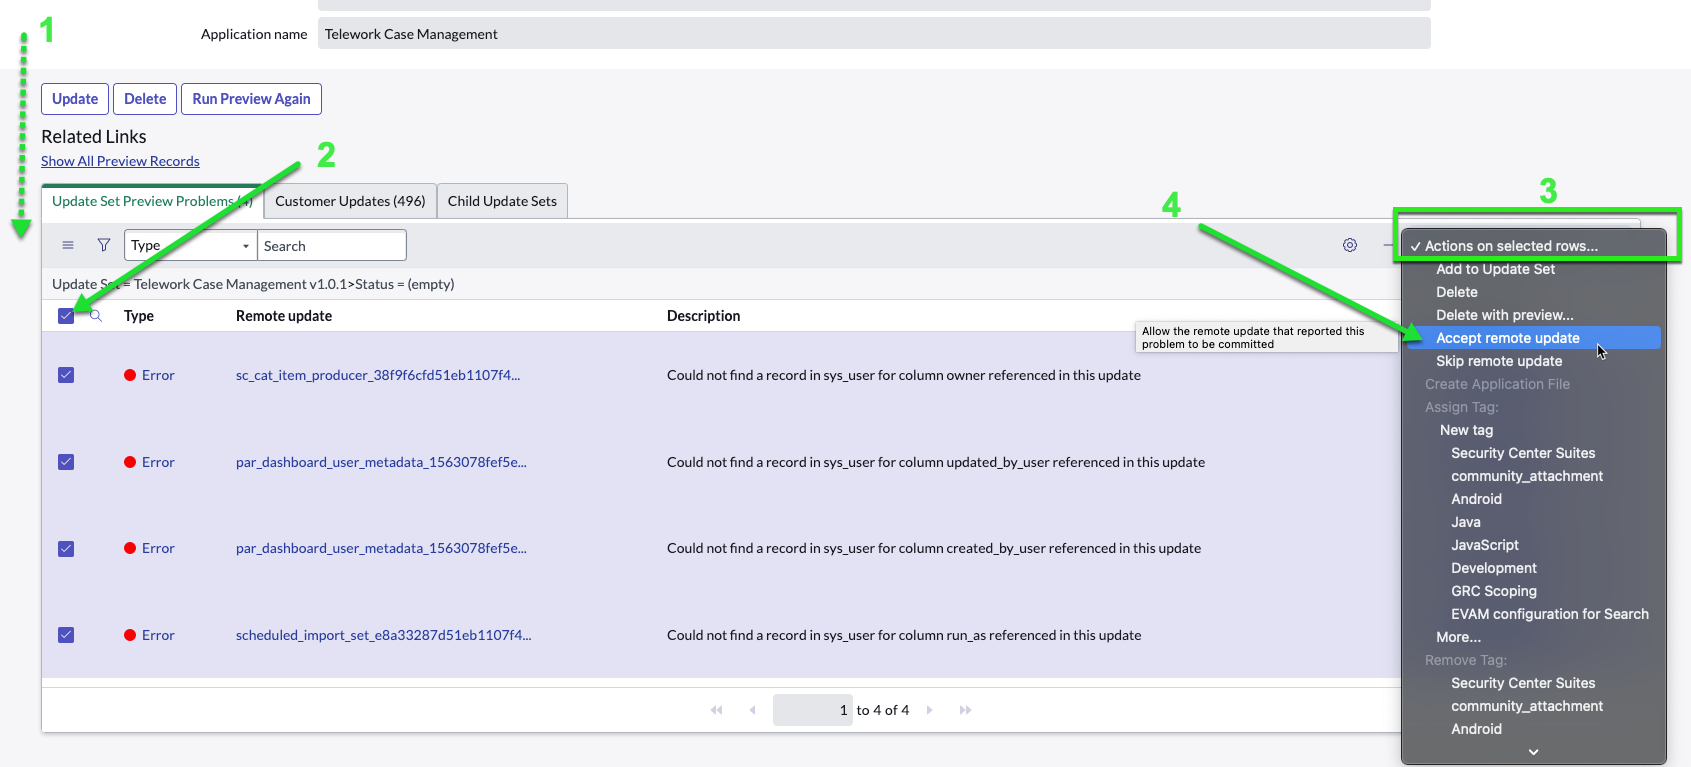 1
Application name Telework Case Management
Update Delete Run Preview Again
Related Links
Show All Preview Records
2
3
4
Update Set Preview Problems (4) Customer Updates (496) Child Update Sets
Type Search
Update Set = Telework Case Management v1.0.1>Status = (empty)
Type Remote update Description
Error sc_cat_item_producer_38f9f6cfd51eb1107f4... Could not find a record in sys_user for column owner referenced in this update
Error par_dashboard_user_metadata_1563078fef5e... Could not find a record in sys_user for column updated_by_user referenced in this update
Error par_dashboard_user_metadata_1563078fef5e... Could not find a record in sys_user for column created_by_user referenced in this update
Error scheduled_import_set_e8a33287d51eb1107f4... Could not find a record in sys_user for column run_as referenced in this update
1 to 4 of 4
Allow the remote update that reported this
problem to be committed
✓ Actions on selected rows...
Add to Update Set
Delete
Delete with preview...
Accept remote update
Skip remote update
Create Application File
Assign Tag:
New tag
Security Center Suites
community_attachment
Android
Java
JavaScript
Development
GRC Scoping
EVAM configuration for Search
More...
Remove Tag:
Security Center Suites
community_attachment
Android